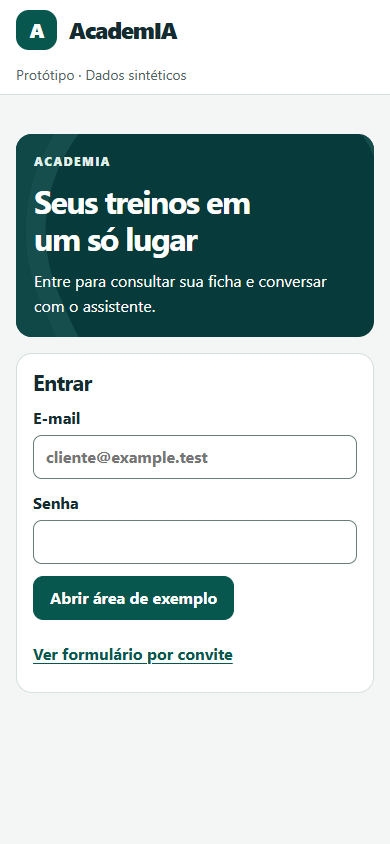 A
AcademIA
Protótipo · Dados sintéticos
ACADEMIA
Seus treinos em
um só lugar
Entre para consultar sua ficha e conversar
com o assistente.
Entrar
E-mail
cliente@example.test
Senha
Abrir área de exemplo
Ver formulário por convite